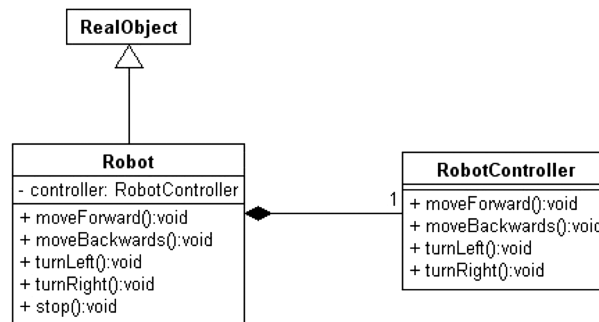 RealObject
Robot
- controller: RobotController
+ moveForward():void
+ moveBackwards():void
+ turnLeft():void
+ turnRight():void
+ stop():void
1
RobotController
+ moveForward():void
+ moveBackwards():void
+ turnLeft():void
+ turnRight():void